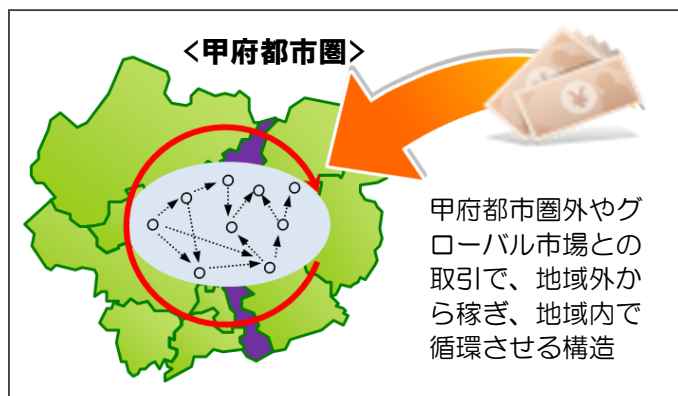 <甲府都市圏>
¥
甲府都市圏外やグ
ローバル市場との
取引で、地域外か
ら稼ぎ、地域内で
循環させる構造